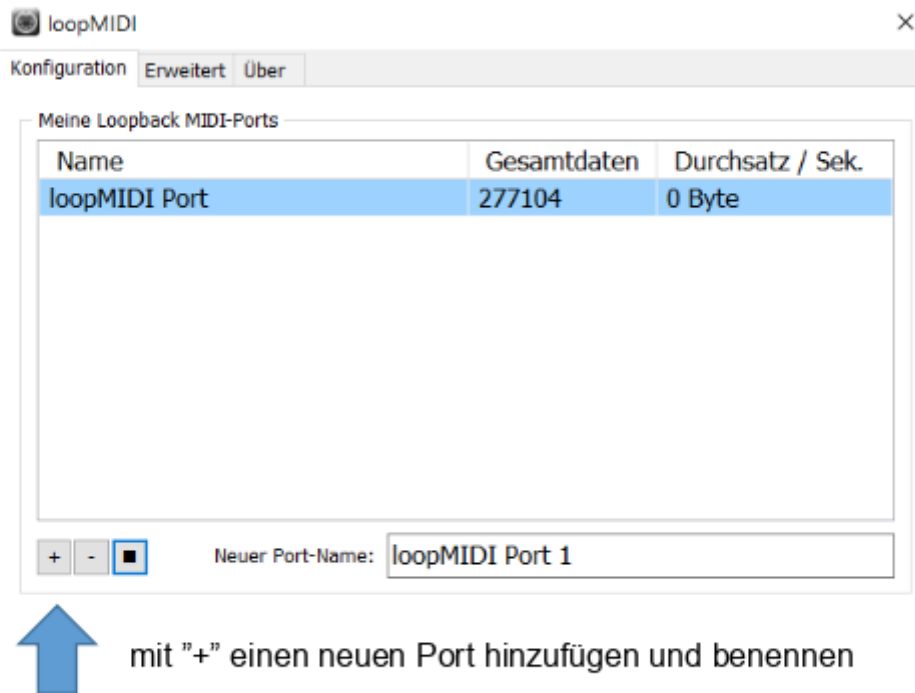 loopMIDI
Konfiguration Erweitert Über
Meine Loopback MIDI-Ports
Name Gesamtdaten Durchsatz / Sek.
loopMIDI Port 277104 0 Byte
+ - ■ Neuer Port-Name: loopMIDI Port 1
mit ”+” einen neuen Port hinzufügen und benennen